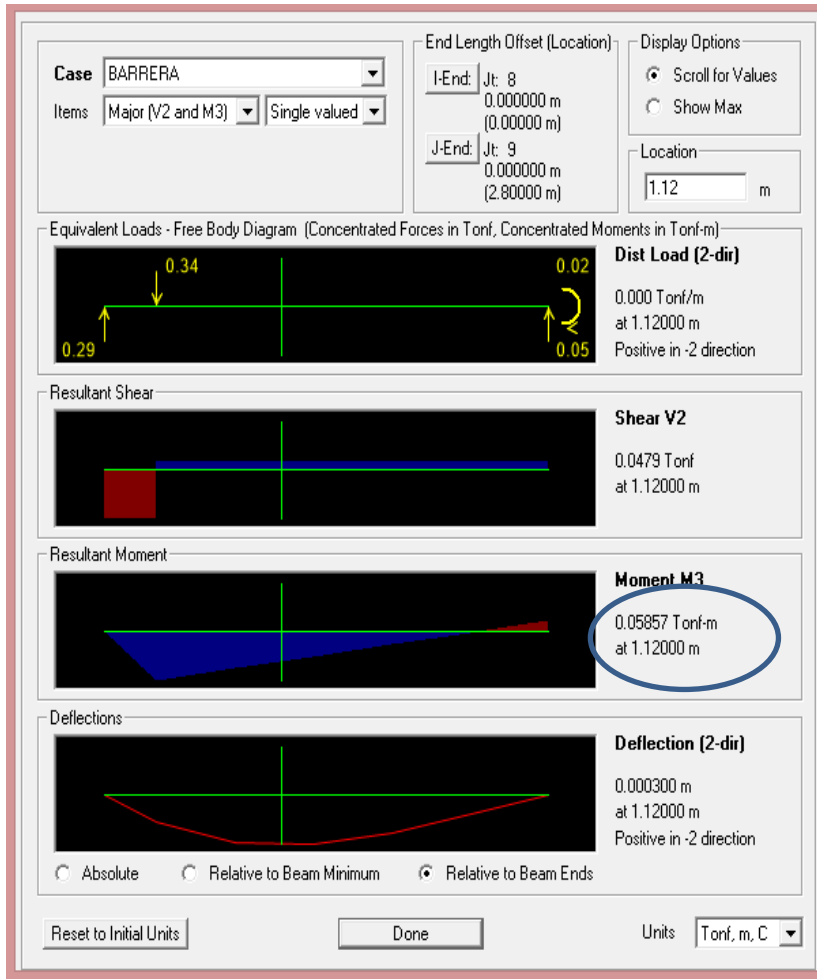 End Length Offset (Location)
Display Options
Case BARRERA
Items Major (V2 and M3) Single valued
I-End: Jt: 8
0.000000 m
(0.00000 m)
J-End: Jt: 9
0.000000 m
(2.80000 m)
Scroll for Values
Show Max
Location
1.12 m
Equivalent Loads - Free Body Diagram (Concentrated Forces in Tonf, Concentrated Moments in Tonf-m)
0.34
0.02
0.29
0.05
Dist Load (2-dir)
0.000 Tonf/m
at 1.12000 m
Positive in -2 direction
Resultant Shear
Shear V2
0.0479 Tonf
at 1.12000 m
Resultant Moment
Moment M3
0.05857 Tonf-m
at 1.12000 m
Deflections
Deflection (2-dir)
0.000300 m
at 1.12000 m
Positive in -2 direction
Absolute Relative to Beam Minimum Relative to Beam Ends
Reset to Initial Units Done Units Tonf, m, C